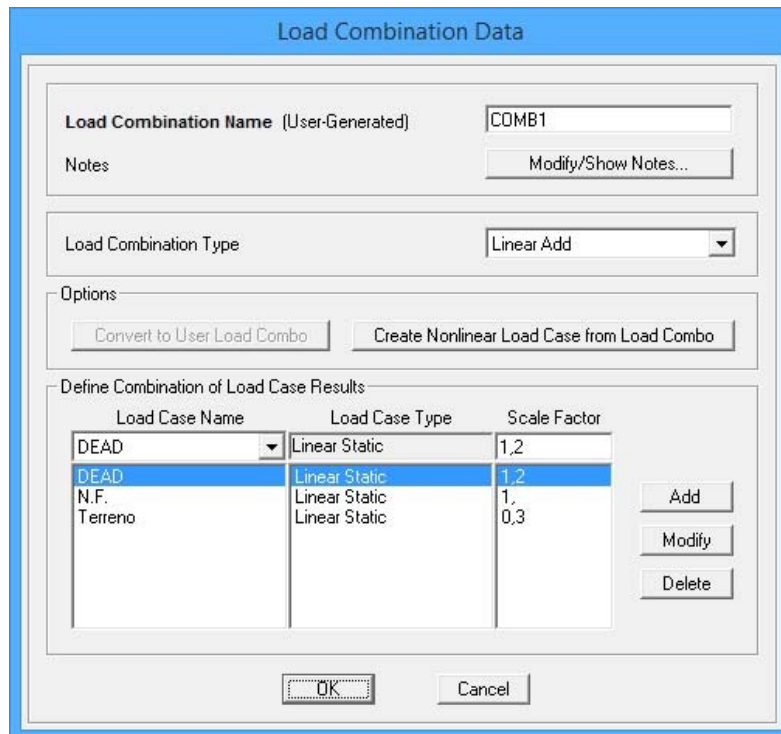 Load Combination Data
Load Combination Name (User-Generated) COMB1
Notes Modify/Show Notes...
Load Combination Type Linear Add
Options
Convert to User Load Combo Create Nonlinear Load Case from Load Combo
Define Combination of Load Case Results
Load Case Name Load Case Type Scale Factor
DEAD Linear Static 1,2
DEAD Linear Static 1,2
N.F. Linear Static 1,
Terreno Linear Static 0,3
Add
Modify
Delete
OK Cancel